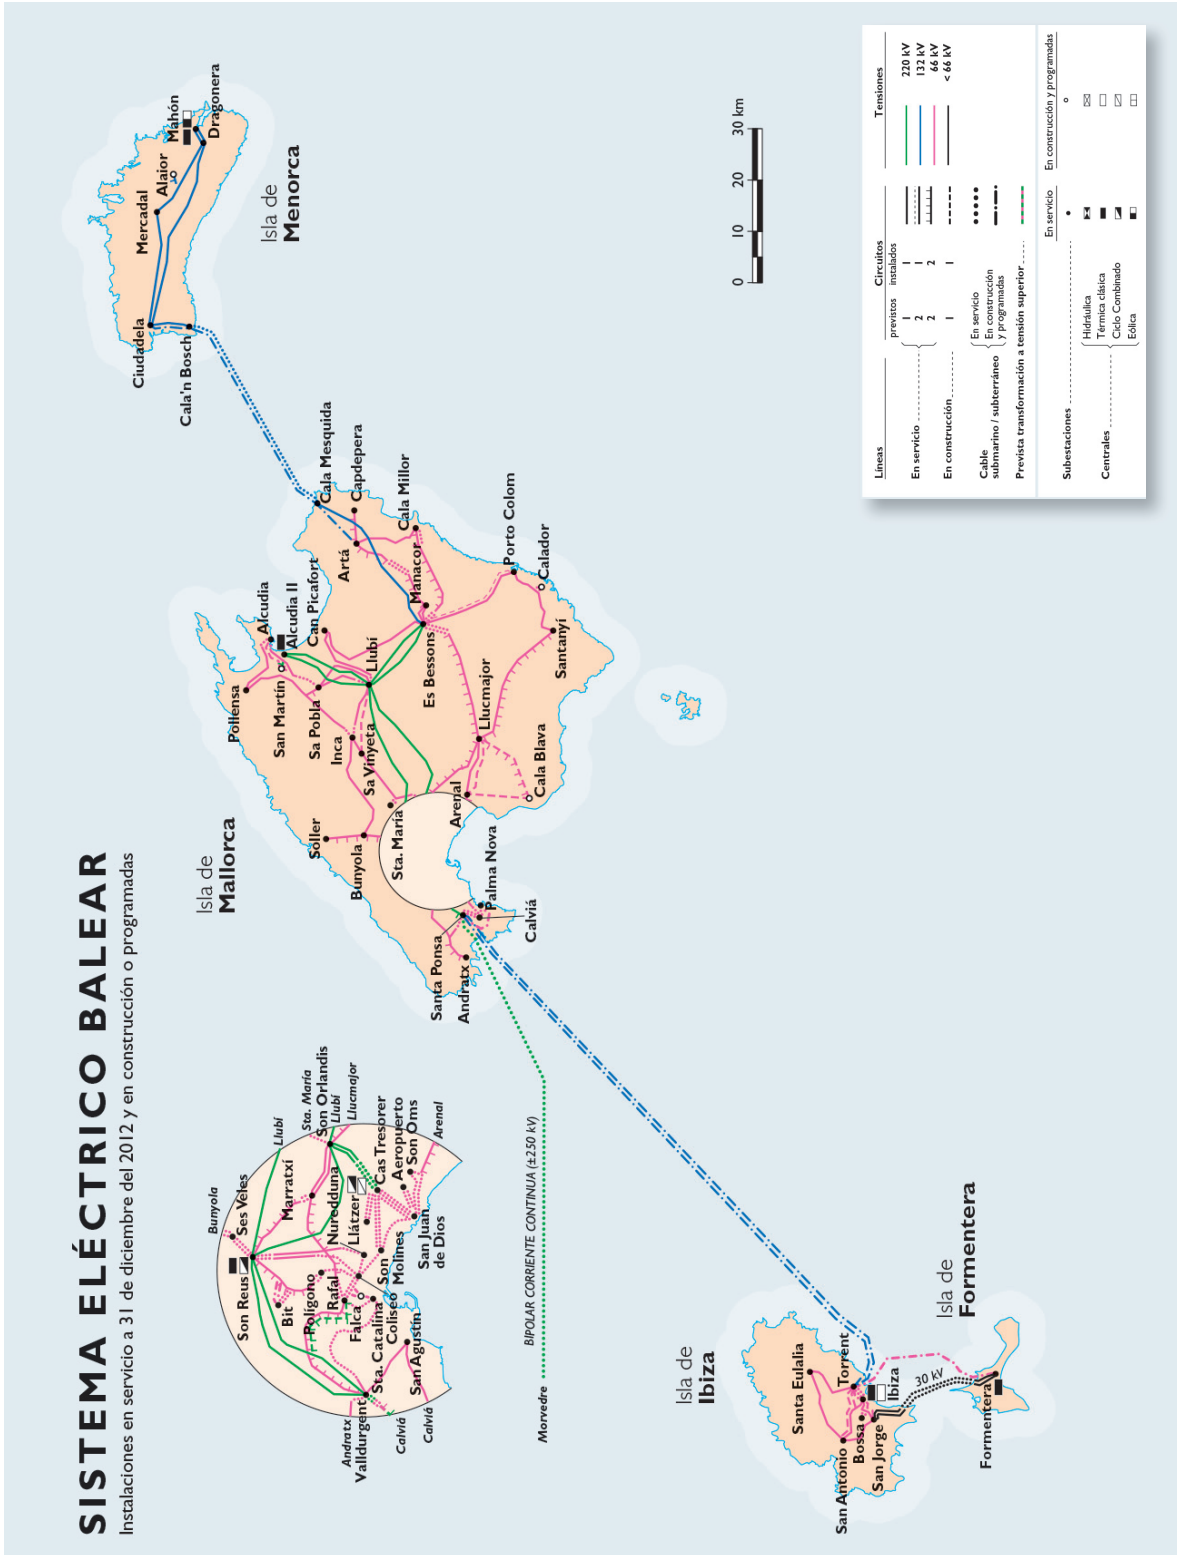 SISTEMA ELÉCTRICO BALEAR
Instalaciones en servicio a 31 de diciembre del 2012 y en construcción o programadas
Isla de
Menorca
Ciudadela
Cala'n Bosch
Mercadal
Alaior
Mahón
Dragonera
Isla de
Mallorca
Pollensa
Alcudia
Alcudia II
San Martín
Sa Pobla
Can Picafort
Inca
Sa Vinyeta
Llubí
Sóller
Bunyola
Sta. María
Artá
Cala Mesquida
Capdepera
Cala Millor
Manacor
Es Bessons
Porto Colom
Calador
Santanyí
Llucmajor
Cala Blava
Arenal
Palma Nova
Calviá
Santa Ponsa
Andratx
Bunyola
Ses Veles
Llubí
Sta. María
Son Orlandis
Llubí
Llucmajor
Son Reus
Marratxí
Nuredduna
Llátzer
Cas Tresorer
Aeropuerto
Son Oms
Arenal
Bit
Polígono
Rafal
Falca
Sta. Catalina
Coliseo
Son
Molines
San Juan
de Dios
San Agustín
Andratx
Valldurgent
Calviá
Calviá
BIPOLAR CORRIENTE CONTINUA (±250 kV)
Morvedre
Isla de
Ibiza
Santa Eulalia
Torrent
Ibiza
San Antonio
Bossa
San Jorge
30 kV
Isla de
Formentera
Formentera
0 10 20 30 km
Líneas
Circuitos
previstos instalados
Tensiones
En servicio
1 1
2 1
2 2
220 kV
132 kV
66 kV
< 66 kV
En construcción
1 1
Cable
submarino / subterráneo
En servicio
En construcción
y programadas
Prevista transformación a tensión superior
En servicio
En construcción y programadas
Subestaciones
Centrales
Hidráulica
Térmica clásica
Ciclo Combinado
Eólica